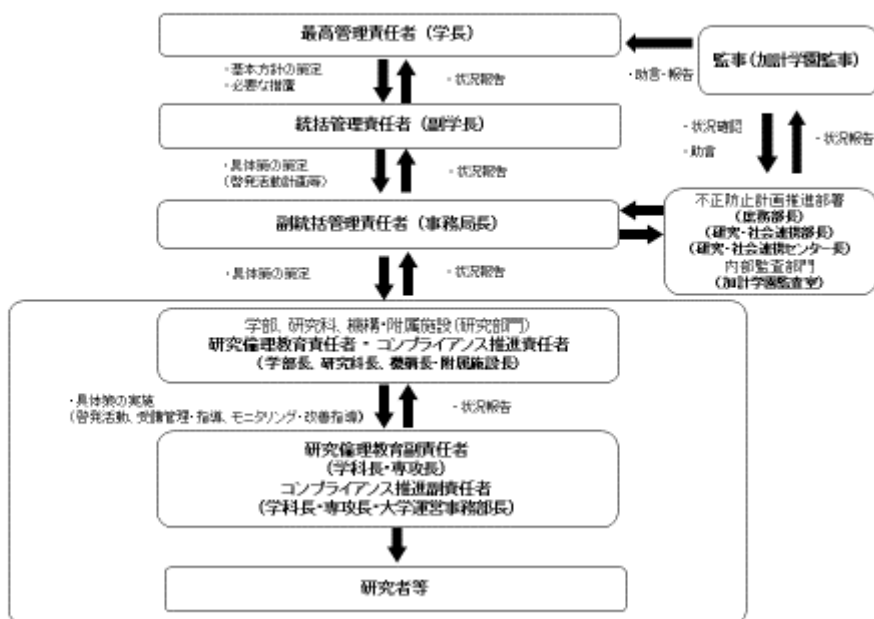 最高管理責任者（学長）
監事（加計学園監事）
・基本方針の策定
・必要な措置
・状況報告
・助言・報告
統括管理責任者（副学長）
・状況確認
・助言
・状況報告
・具体策の策定
（啓発活動計画等）
・状況報告
副統括管理責任者（事務局長）
不正防止計画推進部署
（庶務部長）
（研究・社会連携部長）
（研究・社会連携センター長）
内部監査部門
（加計学園監査室）
・具体策の策定
・状況報告
学部、研究科、機構・附属施設（研究部門）
研究倫理教育責任者・コンプライアンス推進責任者
（学部長、研究科長、機構長・附属施設長）
・具体策の実施
（啓発活動、受講管理・指導、モニタリング・改善指導）
・状況報告
研究倫理教育副責任者
（学科長・専攻長）
コンプライアンス推進副責任者
（学科長・専攻長・大学運営事務部長）
研究者等